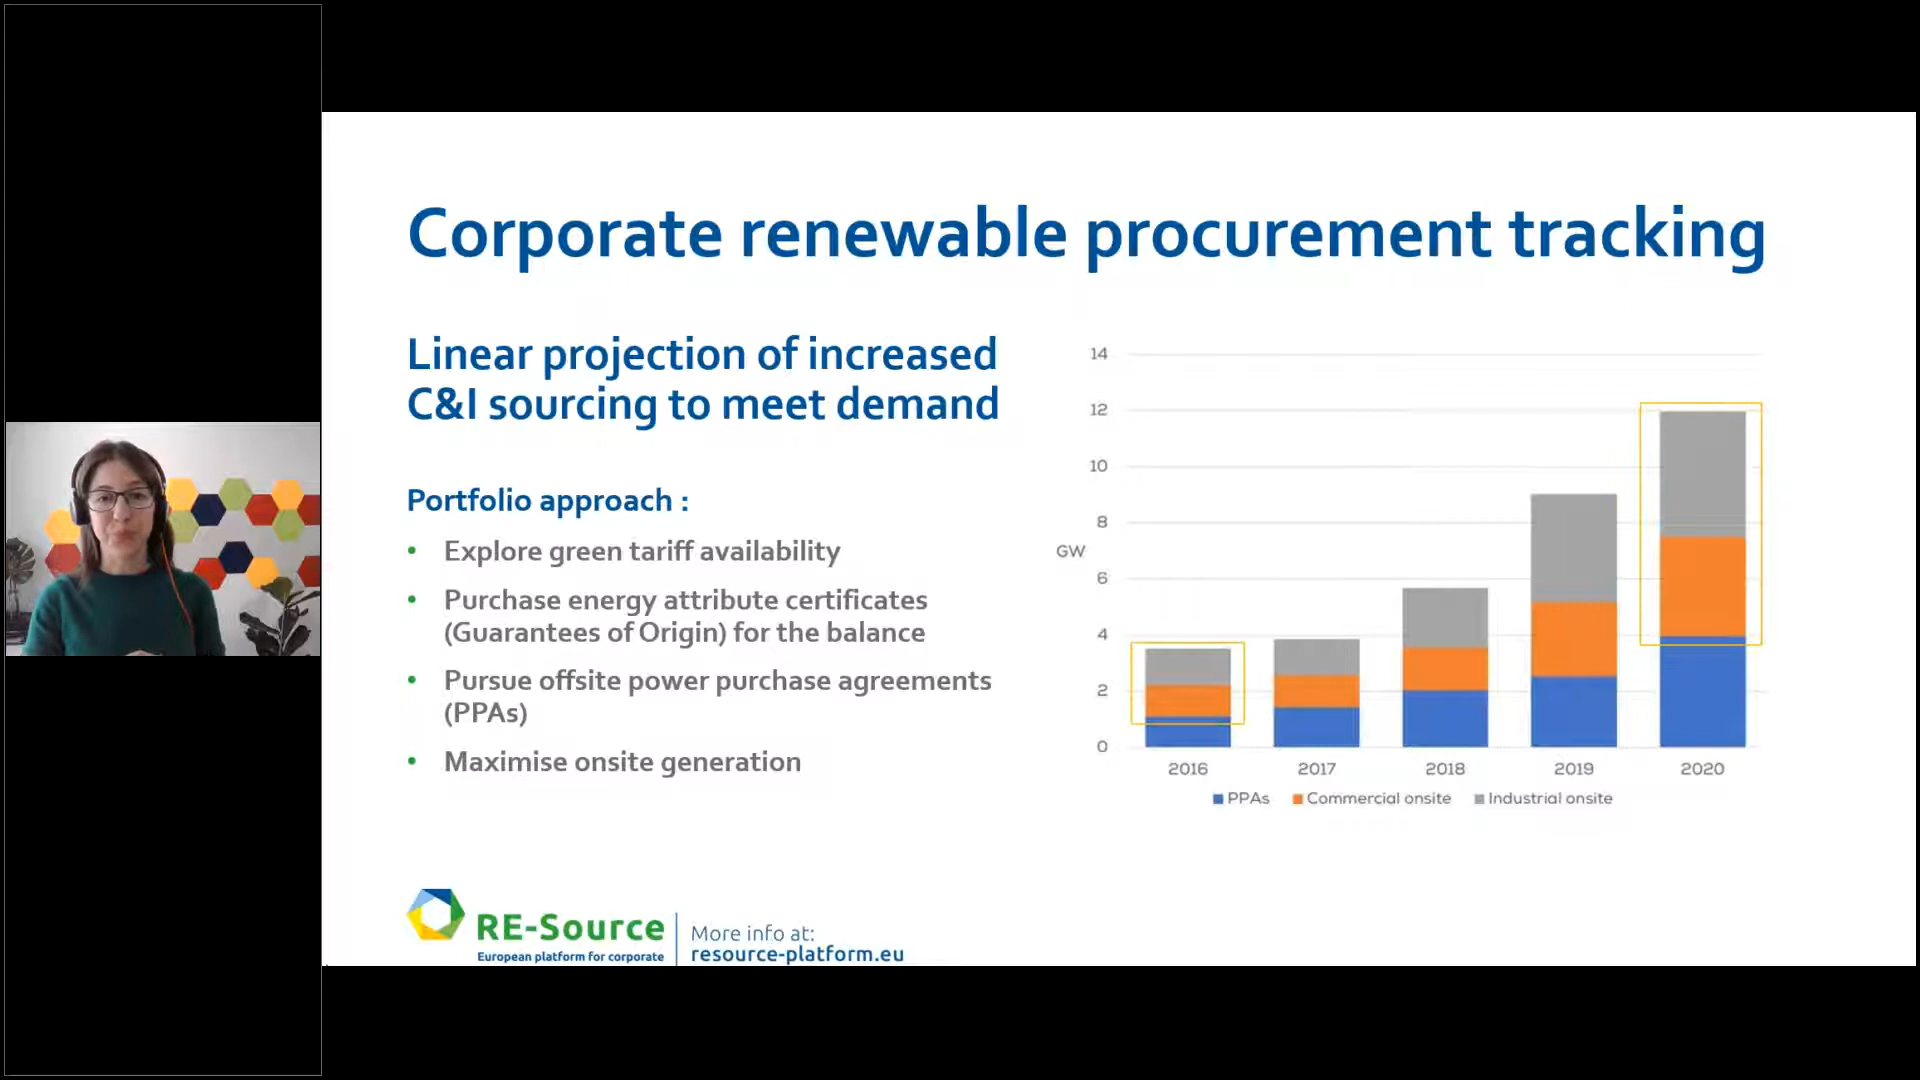 Corporate renewable procurement tracking
Linear projection of increased
C&I sourcing to meet demand
Portfolio approach :
• Explore green tariff availability
• Purchase energy attribute certificates
(Guarantees of Origin) for the balance
• Pursue offsite power purchase agreements
(PPAs)
• Maximise onsite generation
14
12
10
8
GW
6
4
2
0
2016 2017 2018 2019 2020
PPAs Commercial onsite Industrial onsite
RE-Source
European platform for corporate
More info at:
resource-platform.eu